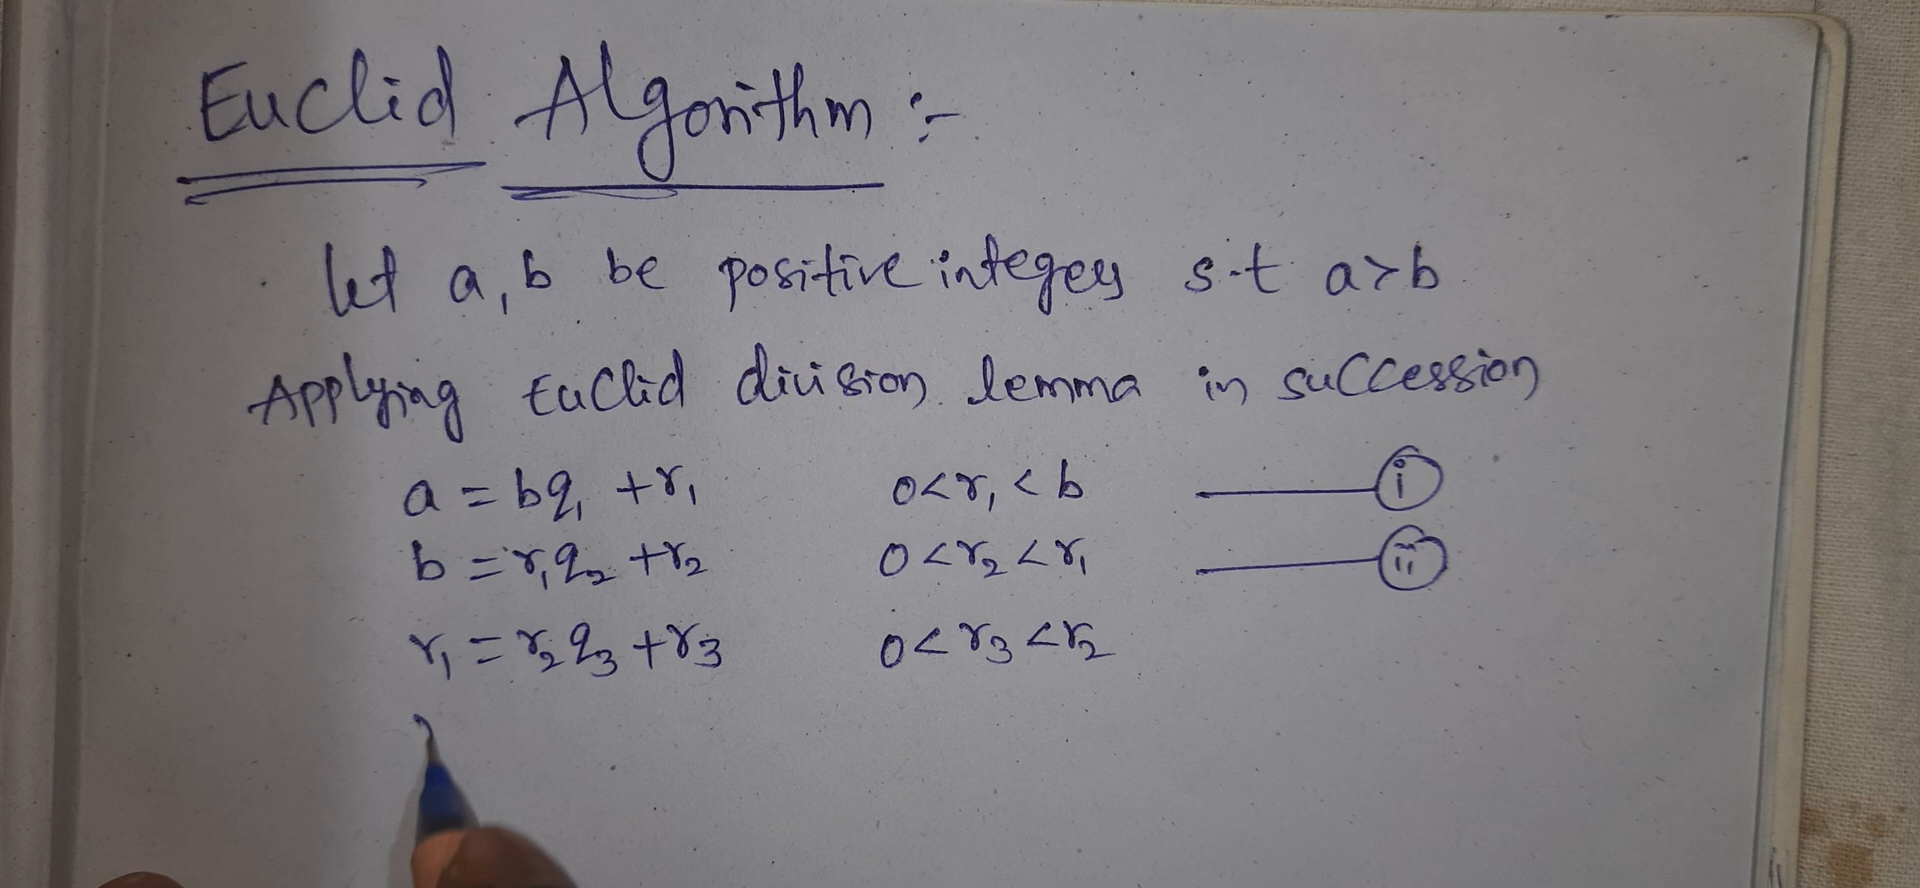 Euclid Algorithm :-
let a, b be positive integers s.t a>b
Applying Euclid division lemma in succession
a = bq₁ + r₁ 0<r₁<b (i)
b = r₁q₂ + r₂ 0<r₂<r₁ (ii)
r₁ = r₂q₃ + r₃ 0<r₃<r₂